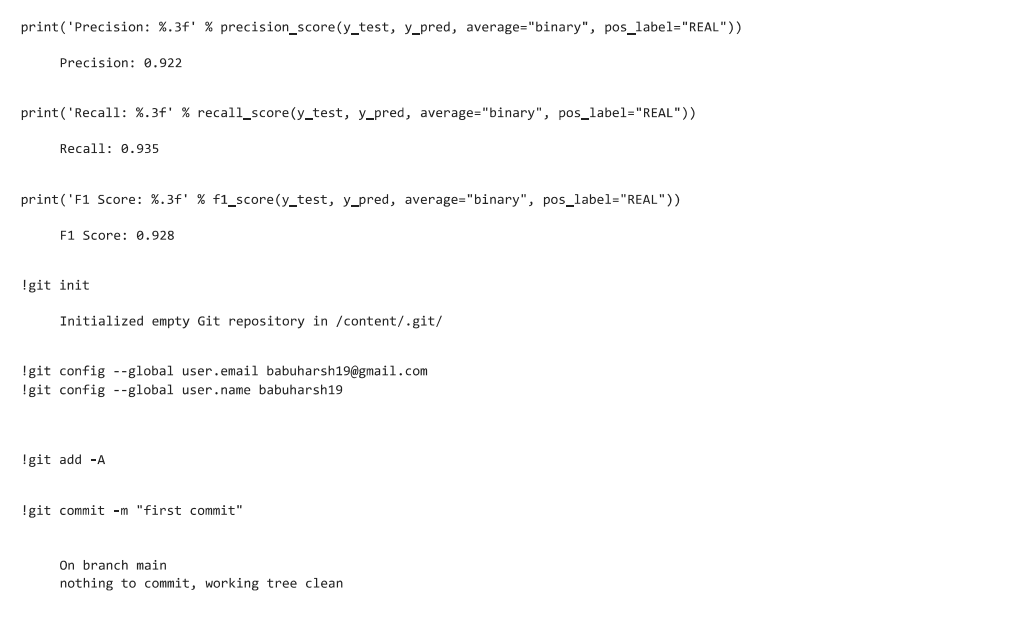 print('Precision: %.3f' % precision_score(y_test, y_pred, average="binary", pos_label="REAL"))
Precision: 0.922
print('Recall: %.3f' % recall_score(y_test, y_pred, average="binary", pos_label="REAL"))
Recall: 0.935
print('F1 Score: %.3f' % f1_score(y_test, y_pred, average="binary", pos_label="REAL"))
F1 Score: 0.928
!git init
Initialized empty Git repository in /content/.git/
!git config --global user.email babuharsh19@gmail.com
!git config --global user.name babuharsh19
!git add -A
!git commit -m "first commit"
On branch main
nothing to commit, working tree clean